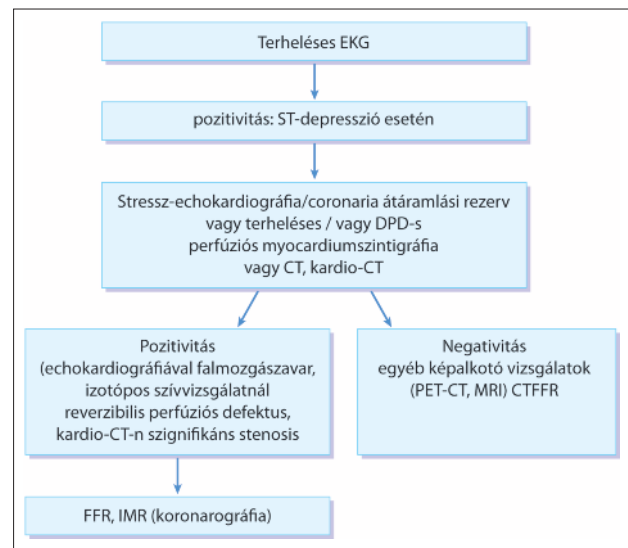 Terheléses EKG
pozitivitás: ST-depresszió esetén
Stressz-echokardiográfia/coronaria átáramlási rezerv
vagy terheléses / vagy DPD-s
perfúziós myocardiumszintigráfia
vagy CT, kardio-CT
Pozitivitás
(echokardiográfiával falmozgászavar,
izotópos szívvizsgálatnál
reverzibilis perfúziós defektus,
kardio-CT-n szignifikáns stenosis
Negativitás
egyéb képalkotó vizsgálatok
(PET-CT, MRI) CTFFR
FFR, IMR (koronarográfia)